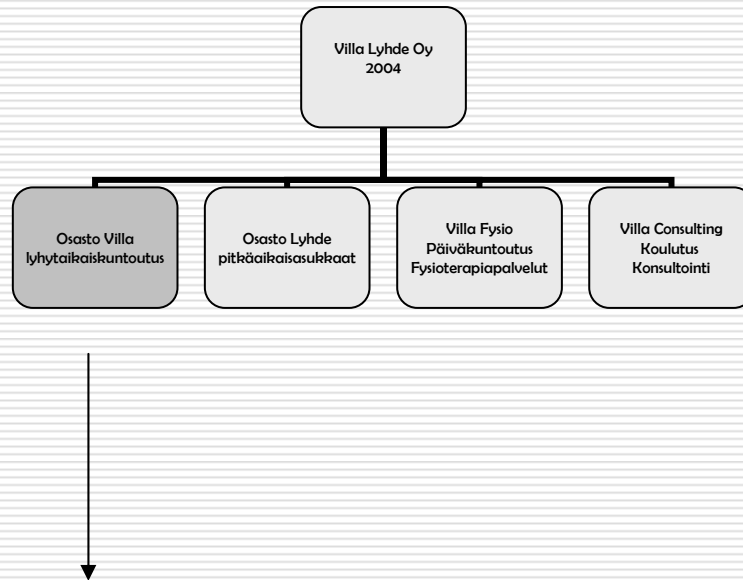 Villa Lyhde Oy
2004
Osasto Villa
lyhytaikaiskuntoutus
Osasto Lyhde
pitkäaikaisasukkaat
Villa Fysio
Päiväkuntoutus
Fysioterapiapalvelut
Villa Consulting
Koulutus
Konsultointi